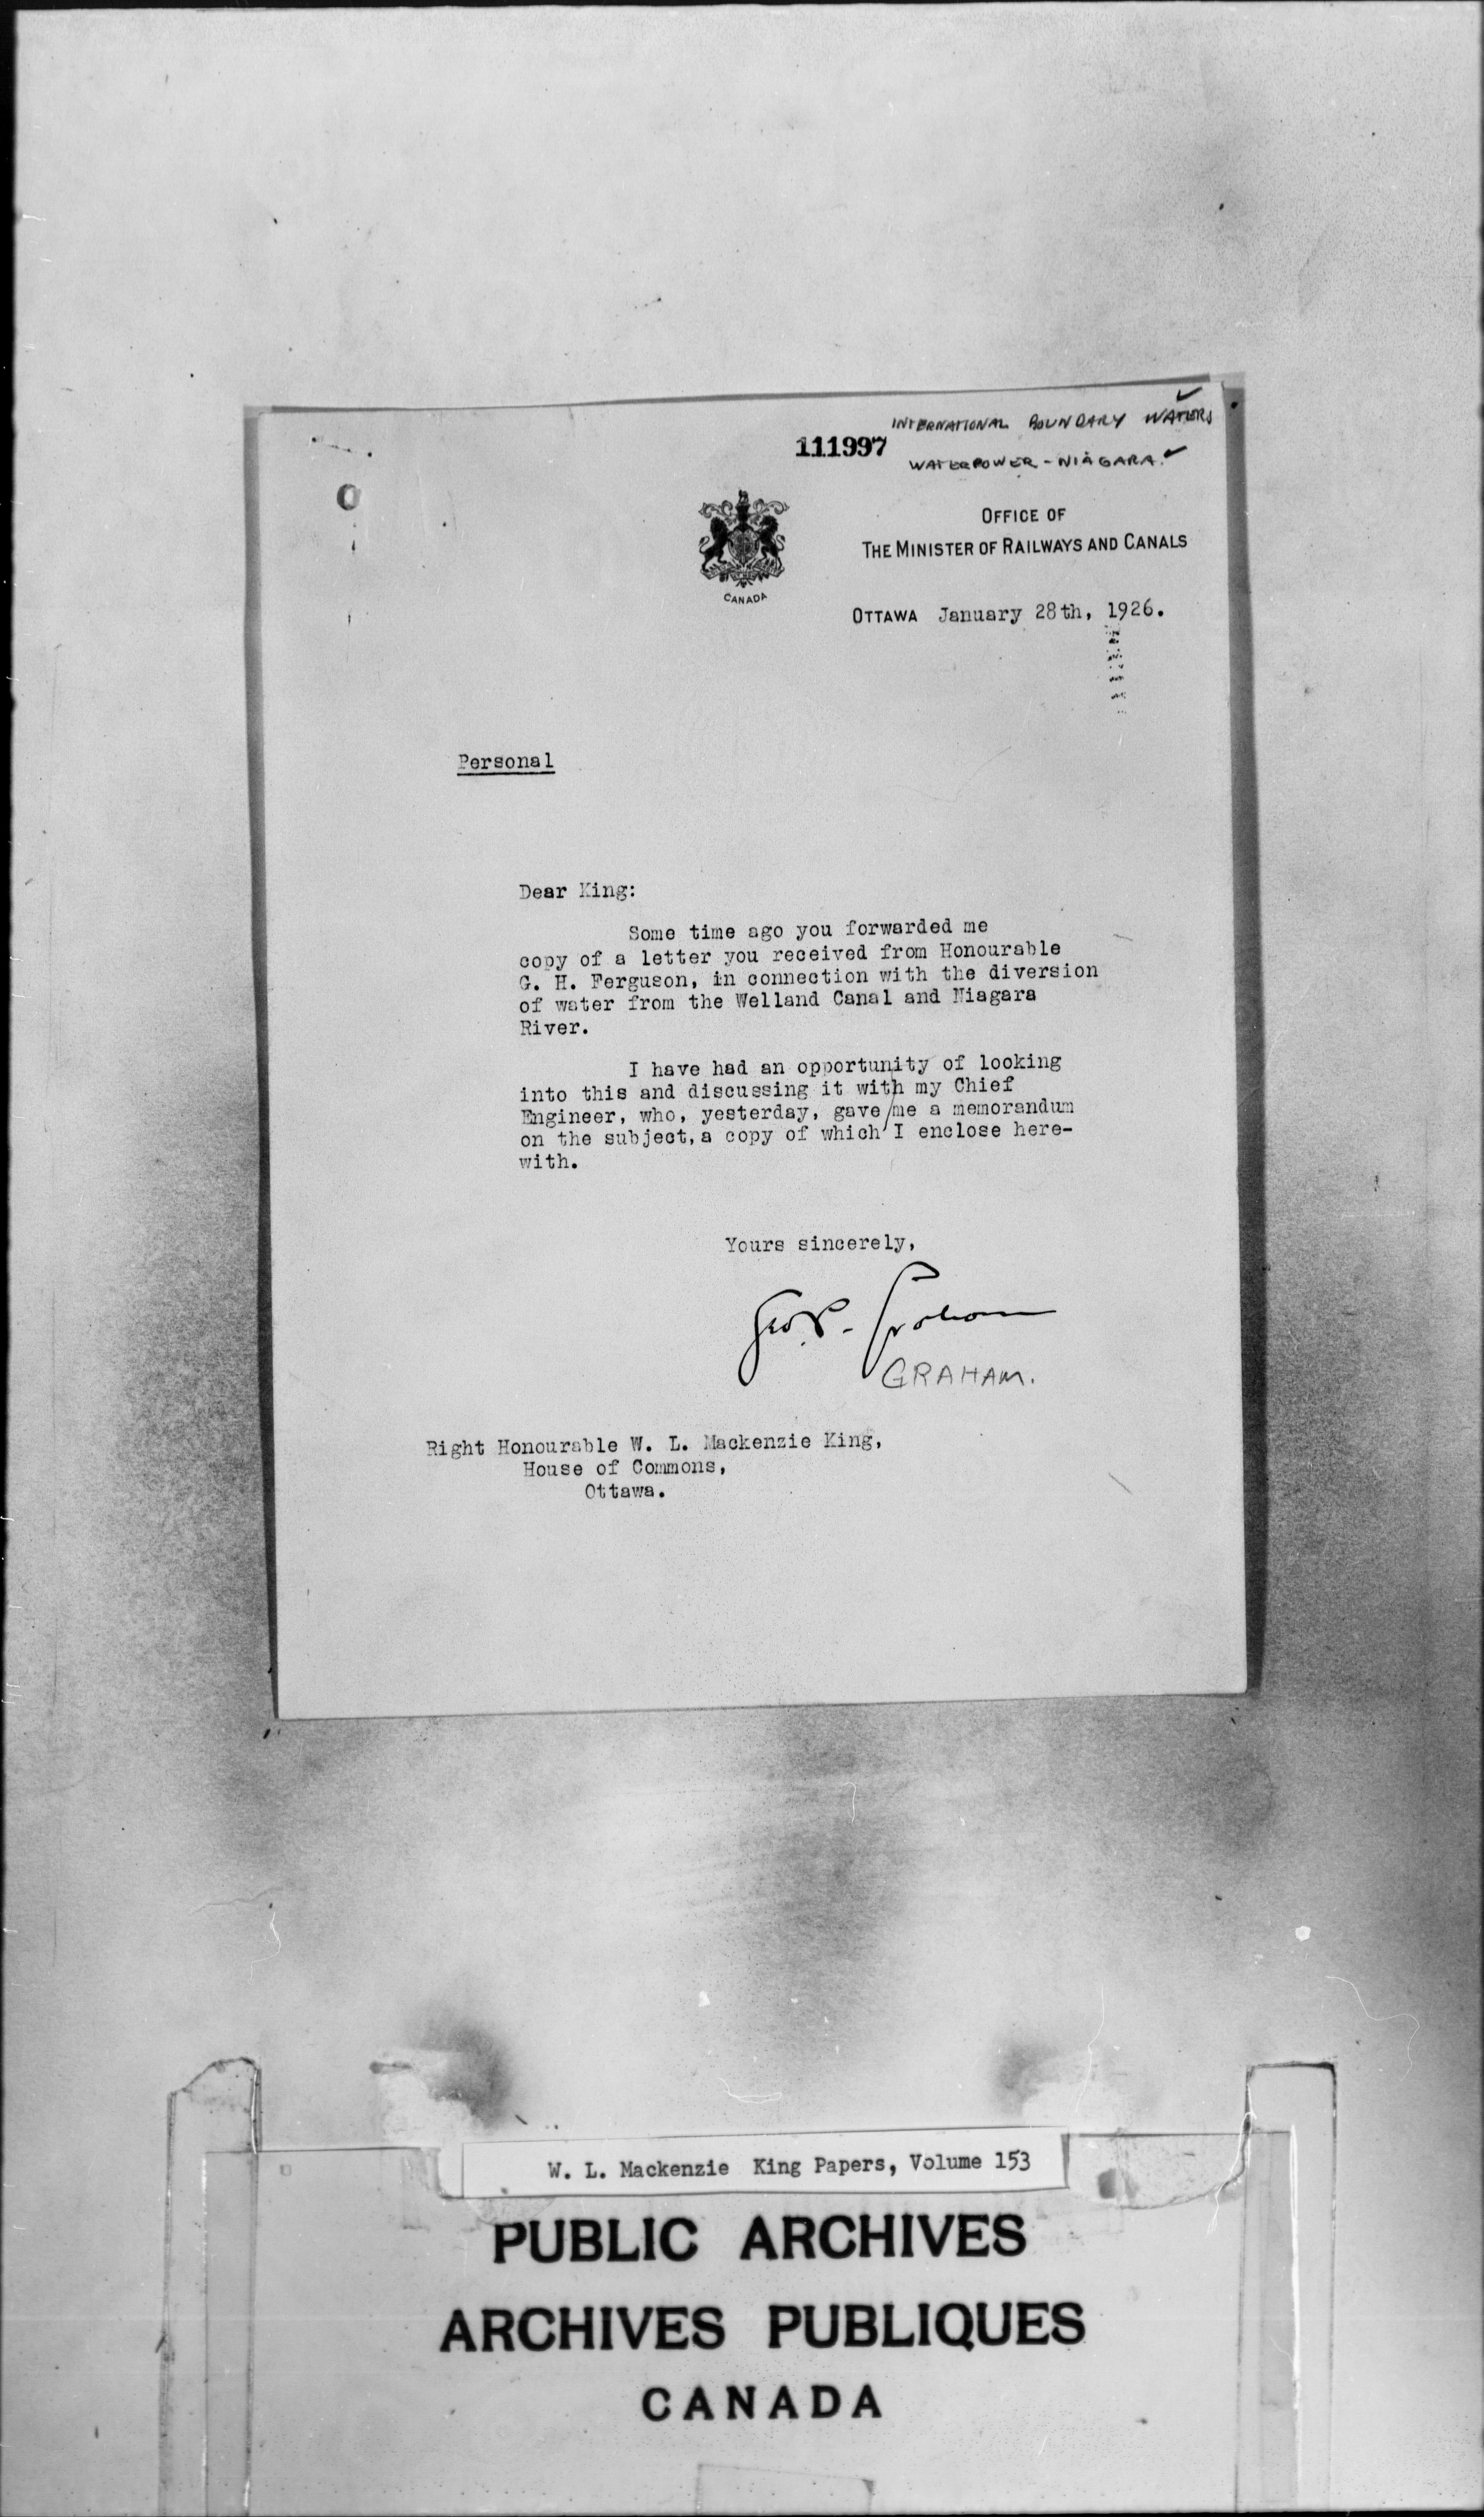 INTERNATIONAL BOUNDARY WATERS
111997
WATERPOWER - NIAGARA.
OFFICE OF
THE MINISTER OF RAILWAYS AND CANALS
CANADA
OTTAWA January 28th, 1926.
Personal
Dear King:
Some time ago you forwarded me
copy of a letter you received from Honourable
G. H. Ferguson, in connection with the diversion
of water from the Welland Canal and Niagara
River.
I have had an opportunity of looking
into this and discussing it with my Chief
Engineer, who, yesterday, gave me a memorandum
on the subject, a copy of which I enclose here-
with.
Yours sincerely,
Geo. P. Graham
GRAHAM.
Right Honourable W. L. Mackenzie King,
House of Commons,
Ottawa.
W. L. Mackenzie King Papers, Volume 153
PUBLIC ARCHIVES
ARCHIVES PUBLIQUES
CANADA